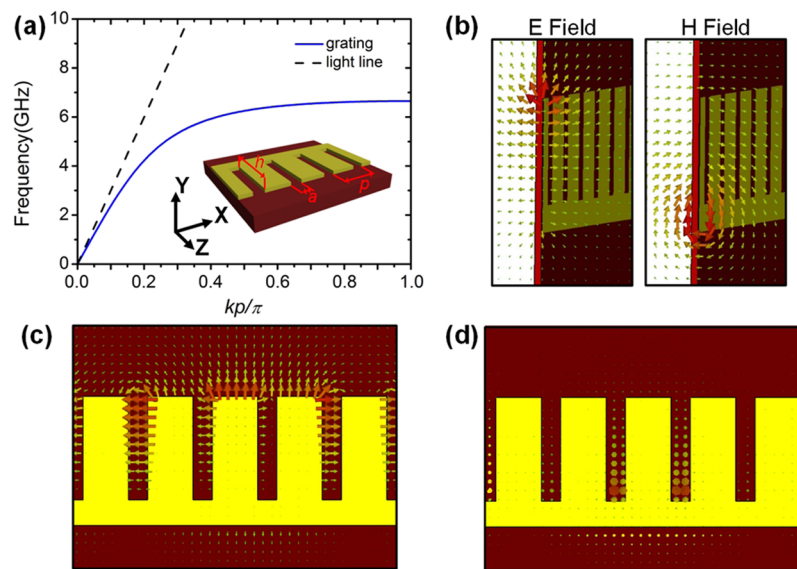 (a)
10
8
6
4
2
0
Frequency(GHz)
0.0 0.2 0.4 0.6 0.8 1.0
kp/π
grating
light line
h
a
p
Y
X
Z
(b)
E Field
H Field
(c)
(d)